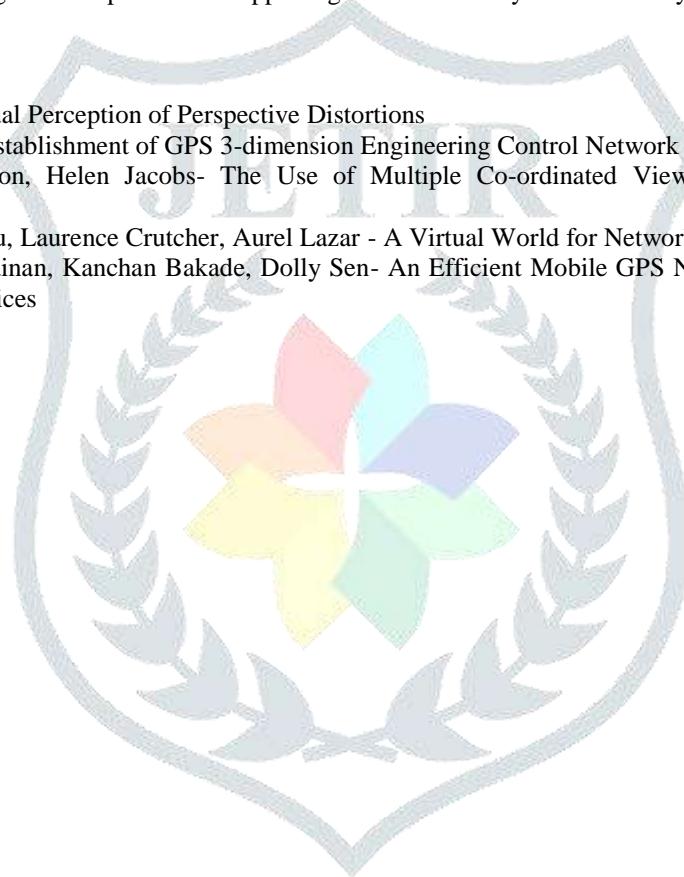 ual Perception of Perspective Distortions
stablishment of GPS 3-dimension Engineering Control Network
on, Helen Jacobs- The Use of Multiple Co-ordinated View
u, Laurence Crutcher, Aurel Lazar - A Virtual World for Networ
inan, Kanchan Bakade, Dolly Sen- An Efficient Mobile GPS N
ices
JETIR